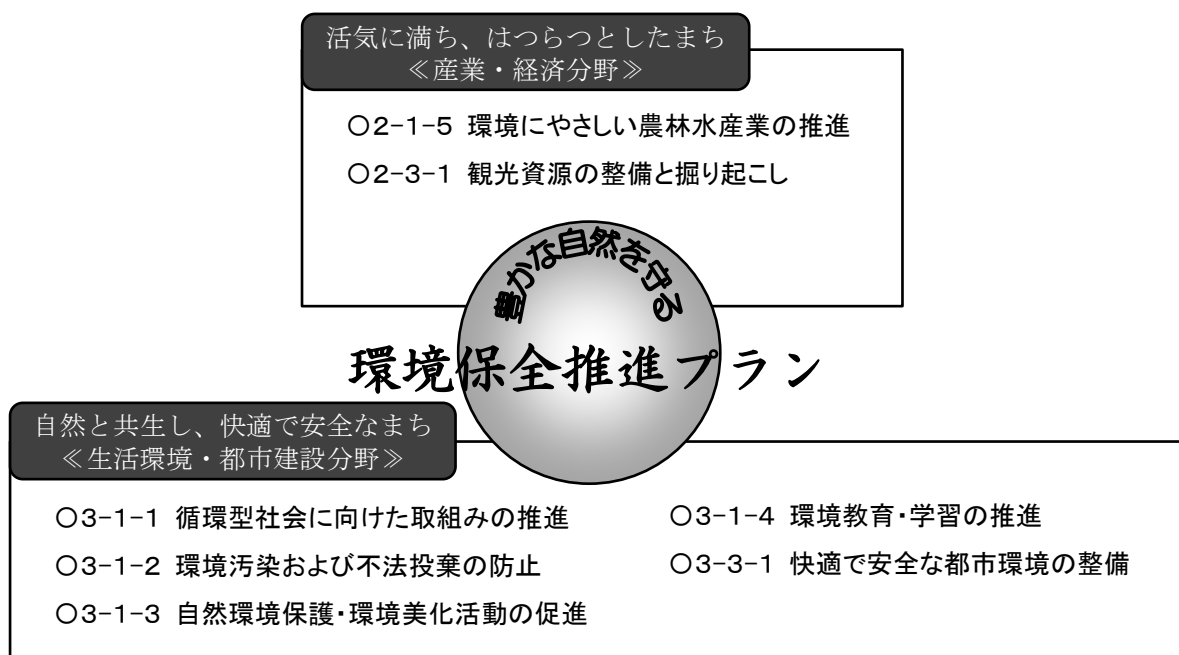 活気に満ち、はつらつとしたまち
≪産業・経済分野≫
○2-1-5 環境にやさしい農林水産業の推進
○2-3-1 観光資源の整備と掘り起こし
豊かな自然を守る
環境保全推進プラン
自然と共生し、快適で安全なまち
≪生活環境・都市建設分野≫
○3-1-1 循環型社会に向けた取組みの推進
○3-1-2 環境汚染および不法投棄の防止
○3-1-3 自然環境保護・環境美化活動の促進
○3-1-4 環境教育・学習の推進
○3-3-1 快適で安全な都市環境の整備